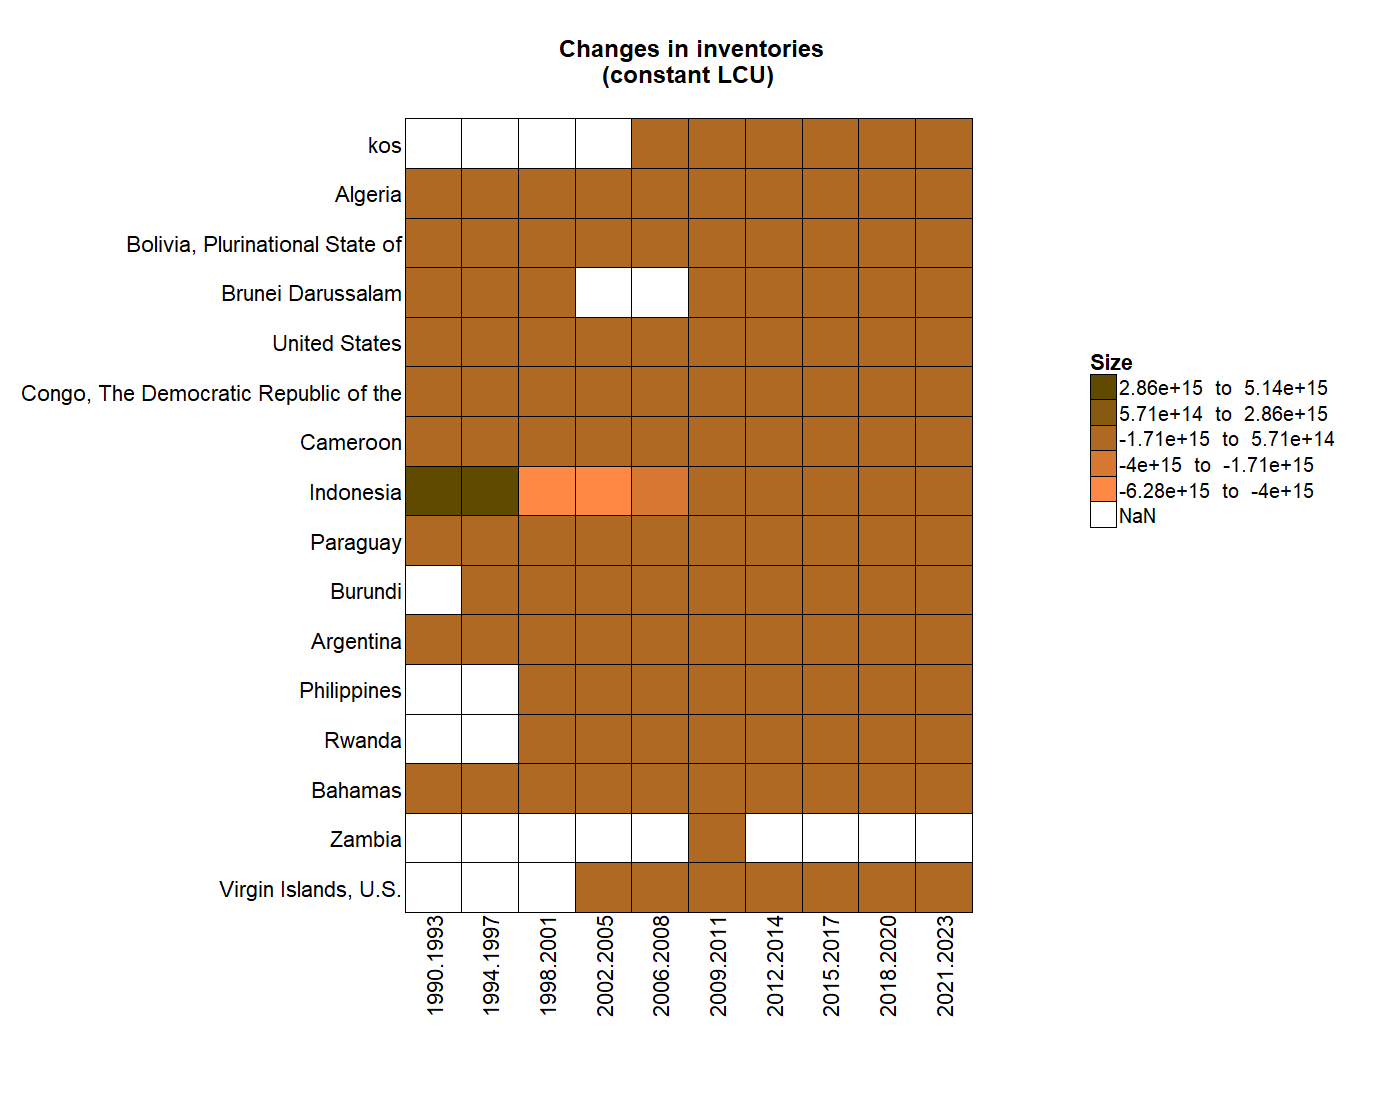 Changes in inventories
(constant LCU)
kos
Algeria
Bolivia, Plurinational State of
Brunei Darussalam
United States
Congo, The Democratic Republic of the
Cameroon
Indonesia
Paraguay
Burundi
Argentina
Philippines
Rwanda
Bahamas
Zambia
Virgin Islands, U.S.
1990.1993
1994.1997
1998.2001
2002.2005
2006.2008
2009.2011
2012.2014
2015.2017
2018.2020
2021.2023
Size
2.86e+15 to 5.14e+15
5.71e+14 to 2.86e+15
-1.71e+15 to 5.71e+14
-4e+15 to -1.71e+15
-6.28e+15 to -4e+15
NaN